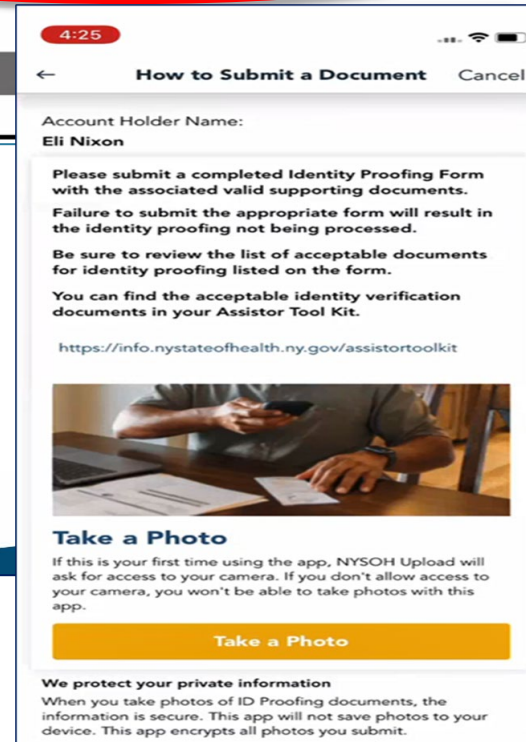 4:25
How to Submit a Document Cancel
Account Holder Name:
Eli Nixon
Please submit a completed Identity Proofing Form
with the associated valid supporting documents.
Failure to submit the appropriate form will result in
the identity proofing not being processed.
Be sure to review the list of acceptable documents
for identity proofing listed on the form.
You can find the acceptable identity verification
documents in your Assistor Tool Kit.
https://info.nystateofhealth.ny.gov/assistortoolkit
Take a Photo
If this is your first time using the app, NYSOH Upload will
ask for access to your camera. If you don't allow access to
your camera, you won't be able to take photos with this
app.
Take a Photo
We protect your private information
When you take photos of ID Proofing documents, the
information is secure. This app will not save photos to your
device. This app encrypts all photos you submit.